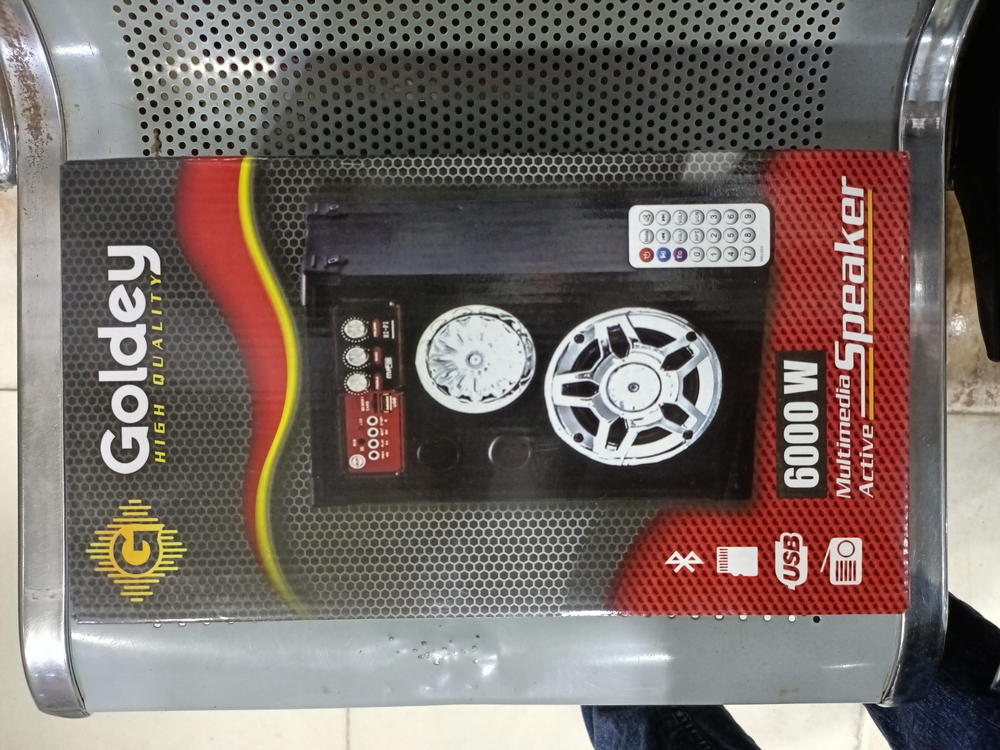 G
Goldey
HIGH QUALITY
6000 W
Multimedia
Active Speaker
USB